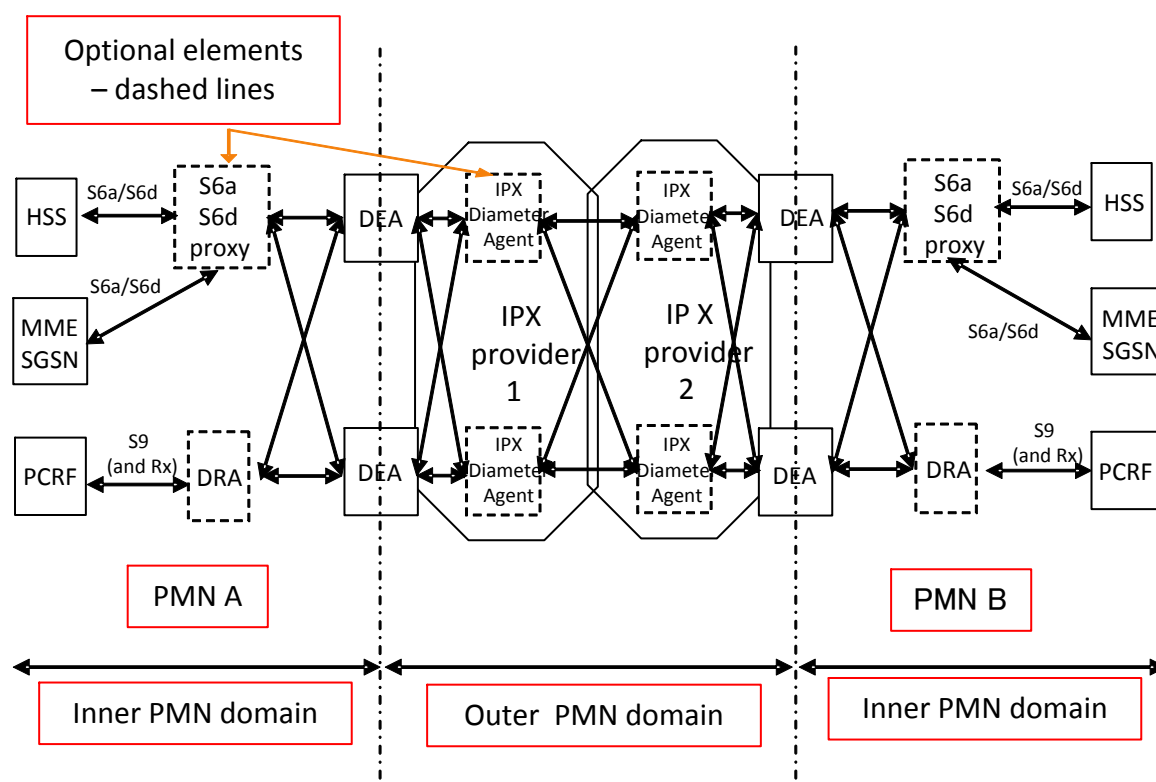 Optional elements
– dashed lines
HSS
S6a/S6d
S6a
S6d
proxy
DEA
IPX
Diameter
Agent
IPX
Diameter
Agent
DEA
S6a
S6d
proxy
S6a/S6d
HSS
MME
SGSN
S6a/S6d
IPX
provider
1
IP X
provider
2
S6a/S6d
MME
SGSN
PCRF
S9
(and Rx)
DRA
DEA
IPX
Diameter
Agent
IPX
Diameter
Agent
DEA
DRA
S9
(and Rx)
PCRF
PMN A
PMN B
Inner PMN domain
Outer PMN domain
Inner PMN domain